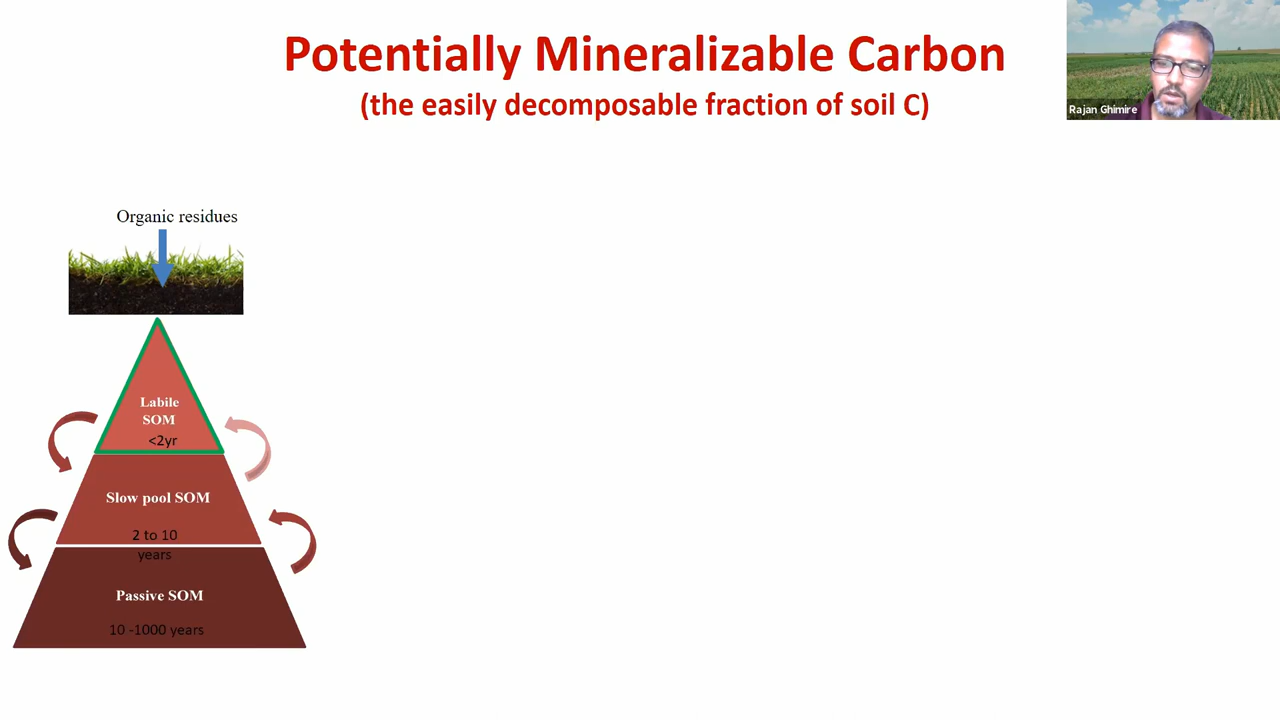 Potentially Mineralizable Carbon
(the easily decomposable fraction of soil C)
Rajan Ghimire
Organic residues
Labile
SOM
<2yr
Slow pool SOM
2 to 10
years
Passive SOM
10 -1000 years